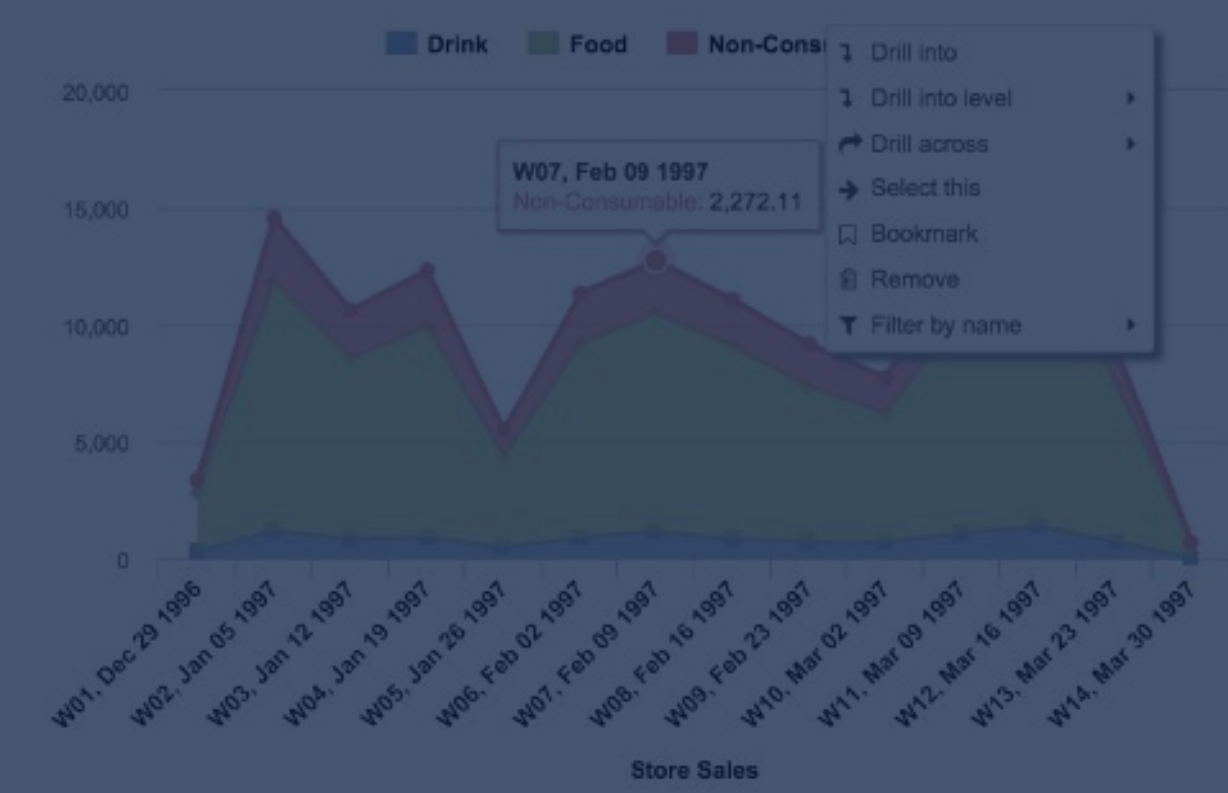 Drink Food Non-Consu
20,000
15,000
10,000
5,000
0
W07, Feb 09 1997
Non-Consumable: 2,272.11
Drill into
Drill into level
Drill across
Select this
Bookmark
Remove
Filter by name
W01, Dec 29 1996
W02, Jan 05 1997
W03, Jan 12 1997
W04, Jan 19 1997
W05, Jan 26 1997
W06, Feb 02 1997
W07, Feb 09 1997
W08, Feb 16 1997
W09, Feb 23 1997
W10, Mar 02 1997
W11, Mar 09 1997
W12, Mar 16 1997
W13, Mar 23 1997
W14, Mar 30 1997
Store Sales